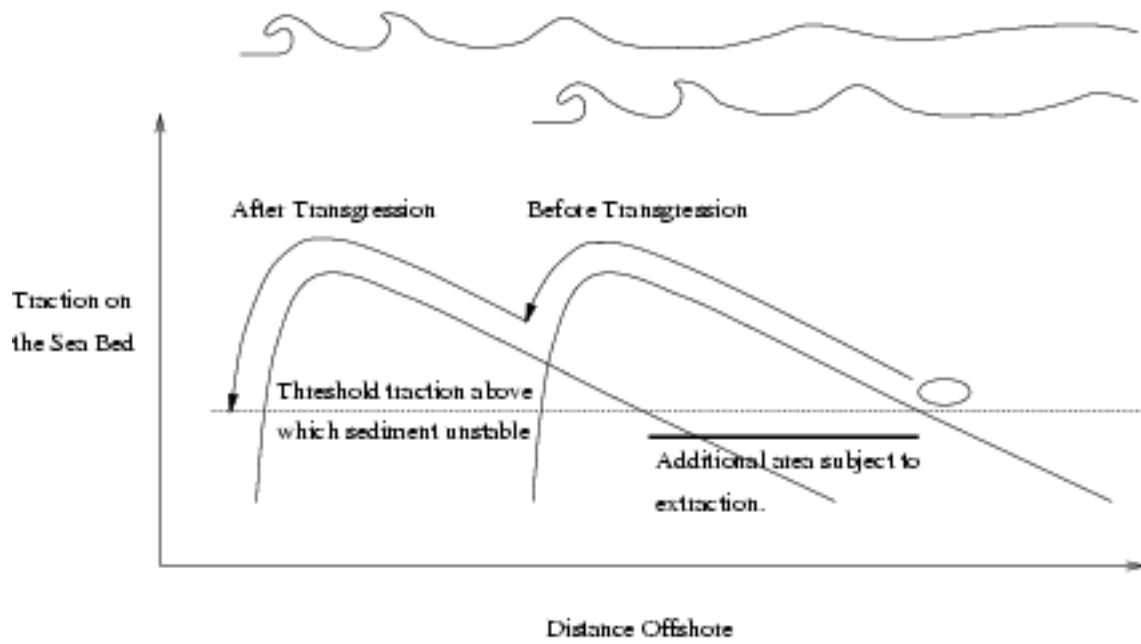 After Transgression
Before Transgression
Traction on
the Sea Bed
Threshold traction above
which sediment unstable
Additional area subject to
extraction.
Distance Offshore